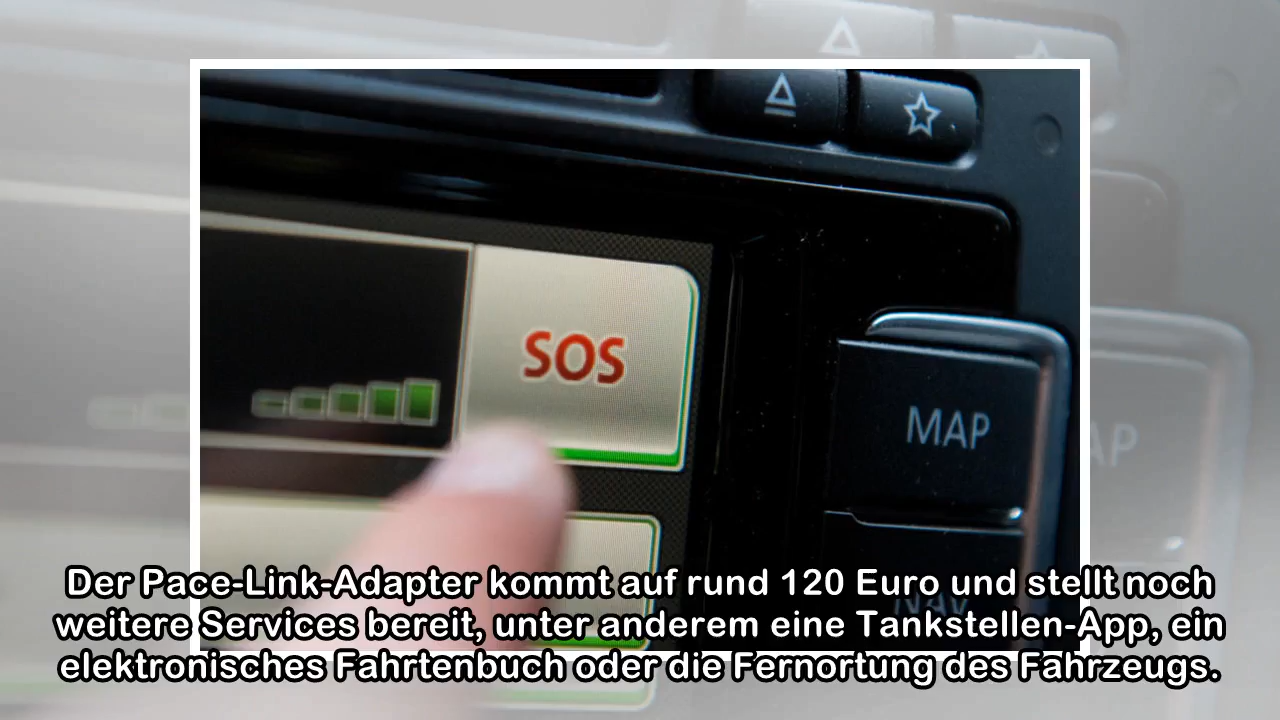 SOS
MAP
NAV
Der Pace-Link-Adapter kommt auf rund 120 Euro und stellt noch
weitere Services bereit, unter anderem eine Tankstellen-App, ein
elektronisches Fahrtenbuch oder die Fernortung des Fahrzeugs.